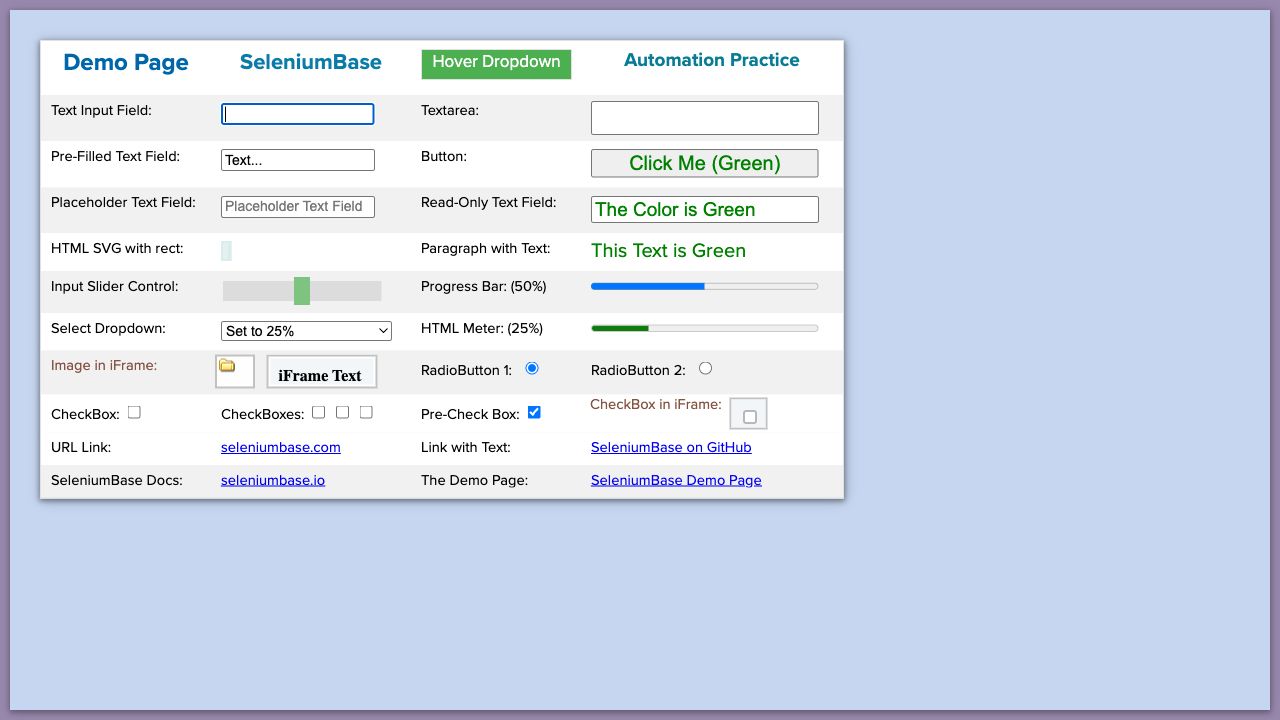 Demo Page SeleniumBase Hover Dropdown Automation Practice
Text Input Field: Textarea:
Pre-Filled Text Field: Text... Button: Click Me (Green)
Placeholder Text Field: Placeholder Text Field Read-Only Text Field: The Color is Green
HTML SVG with rect: Paragraph with Text: This Text is Green
Input Slider Control: Progress Bar: (50%)
Select Dropdown: Set to 25% HTML Meter: (25%)
Image in iFrame: iFrame Text RadioButton 1: RadioButton 2:
CheckBox: CheckBoxes: Pre-Check Box: CheckBox in iFrame:
URL Link: seleniumbase.com Link with Text: SeleniumBase on GitHub
SeleniumBase Docs: seleniumbase.io The Demo Page: SeleniumBase Demo Page